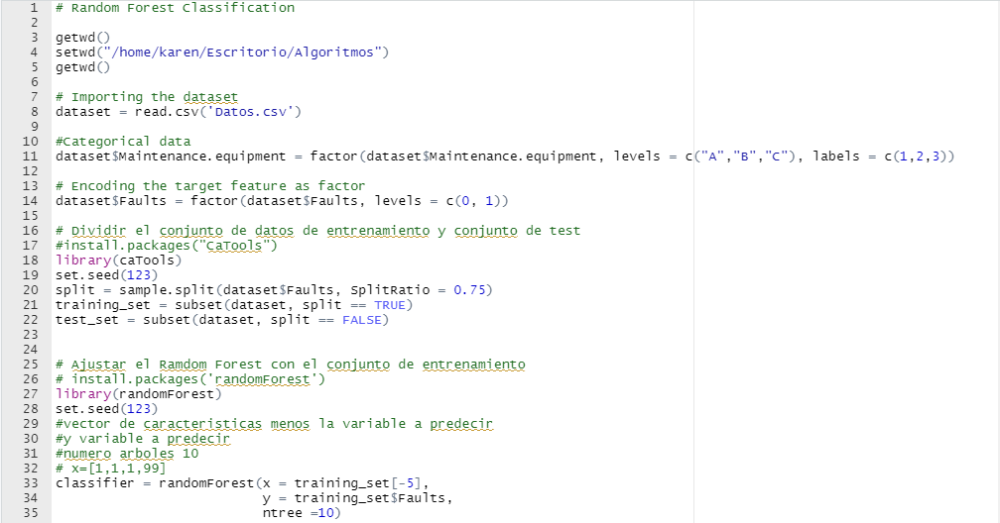 1 # Random Forest Classification
2
3 getwd()
4 setwd("/home/karen/Escritorio/Algoritmos")
5 getwd()
6
7 # Importing the dataset
8 dataset = read.csv('Datos.csv')
9
10 #Categorical data
11 dataset$Maintenance.equipment = factor(dataset$Maintenance.equipment, levels = c("A","B","C"), labels = c(1,2,3))
12
13 # Encoding the target feature as factor
14 dataset$Faults = factor(dataset$Faults, levels = c(0, 1))
15
16 # Dividir el conjunto de datos de entrenamiento y conjunto de test
17 #install.packages("CaTools")
18 library(caTools)
19 set.seed(123)
20 split = sample.split(dataset$Faults, SplitRatio = 0.75)
21 training_set = subset(dataset, split == TRUE)
22 test_set = subset(dataset, split == FALSE)
23
24
25 # Ajustar el Ramdom Forest con el conjunto de entrenamiento
26 # install.packages('randomForest')
27 library(randomForest)
28 set.seed(123)
29 #vector de caracteristicas menos la variable a predecir
30 #y variable a predecir
31 #numero arboles 10
32 # x=[1,1,1,99]
33 classifier = randomForest(x = training_set[-5],
34 y = training_set$Faults,
35 ntree =10)